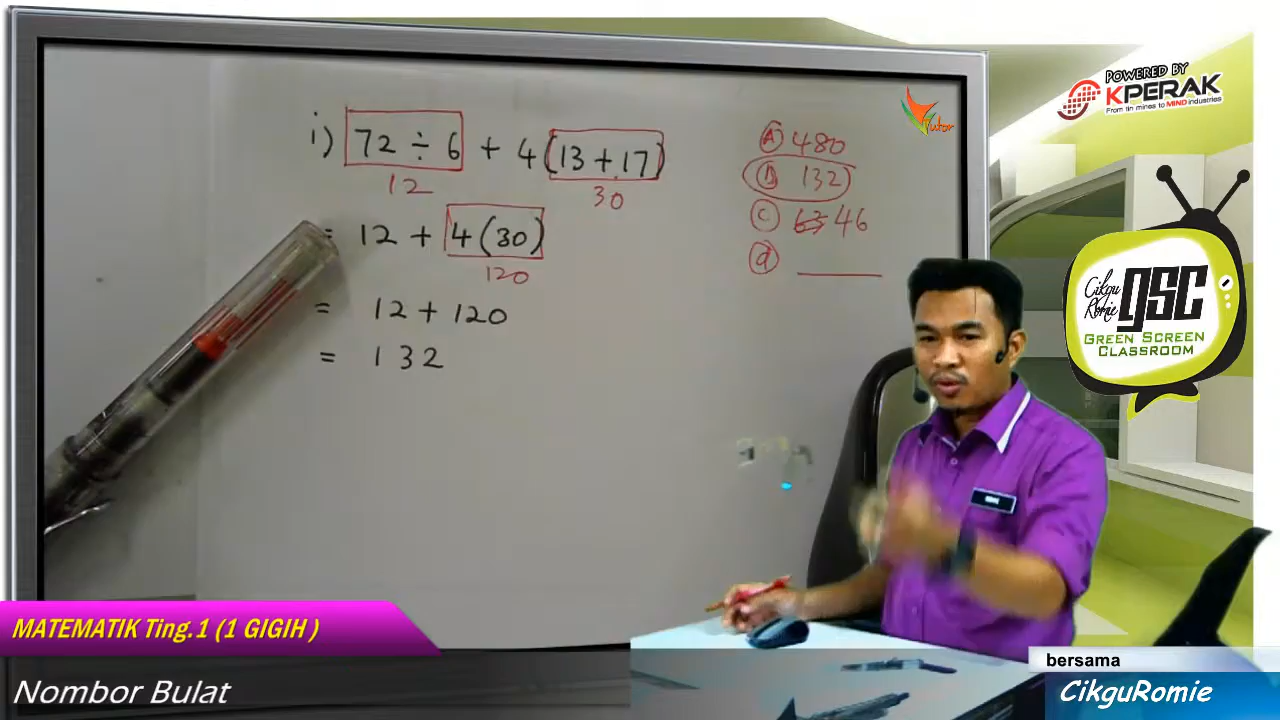 i) 72 ÷ 6 + 4(13 + 17)
12 30
= 12 + 4(30)
120
= 12 + 120
= 132
A 480
B 132
C 63 46
d
Tutor
POWERED BY
KPERAK
From tin mines to MIND industries
Cikgu
Romie
GSC
GREEN SCREEN
CLASSROOM
MATEMATIK Ting.1 (1 GIGIH )
Nombor Bulat
bersama
CikguRomie